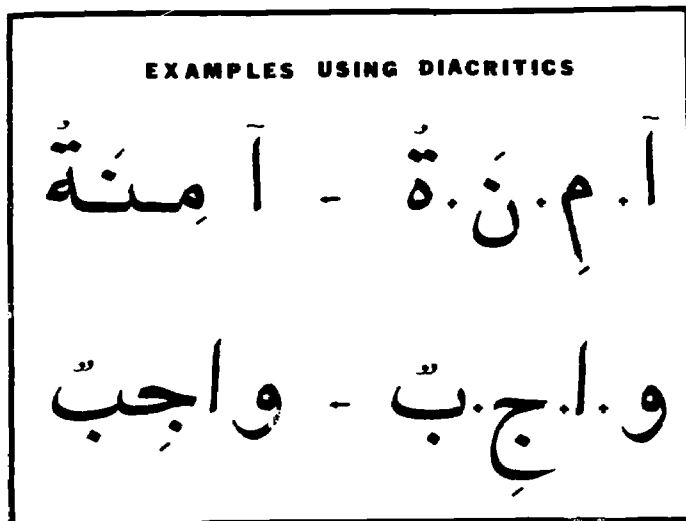 EXAMPLES USING DIACRITICS
آ . مِ . نَ . ةُ - آمِنَةُ
و . ا . جِ . بٌ - واجِبٌ